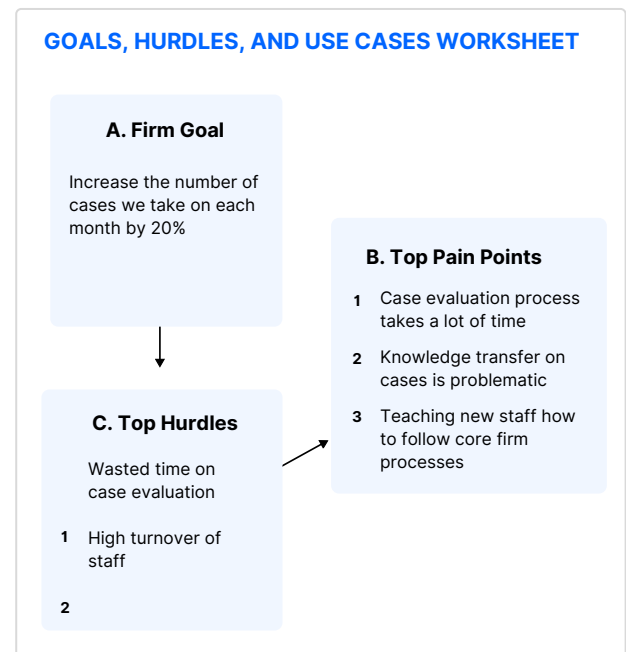 GOALS, HURDLES, AND USE CASES WORKSHEET
A. Firm Goal
Increase the number of
cases we take on each
month by 20%
B. Top Pain Points
1 Case evaluation process
takes a lot of time
2 Knowledge transfer on
cases is problematic
3 Teaching new staff how
to follow core firm
processes
C. Top Hurdles
Wasted time on
case evaluation
1 High turnover of
staff
2